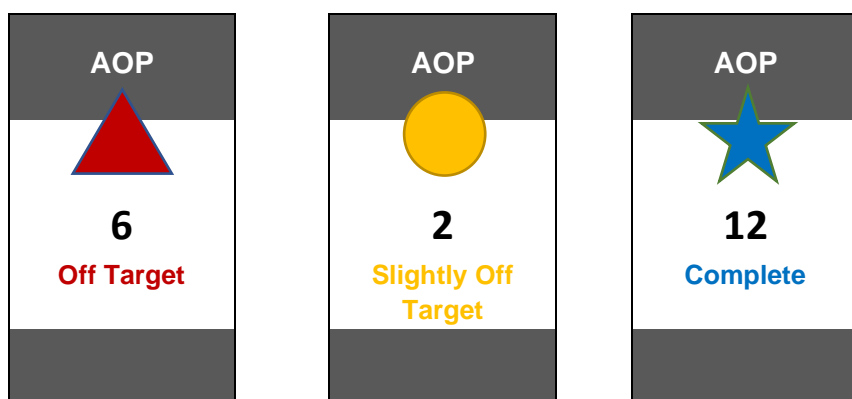 AOP
6
Off Target
AOP
2
Slightly Off
Target
AOP
12
Complete